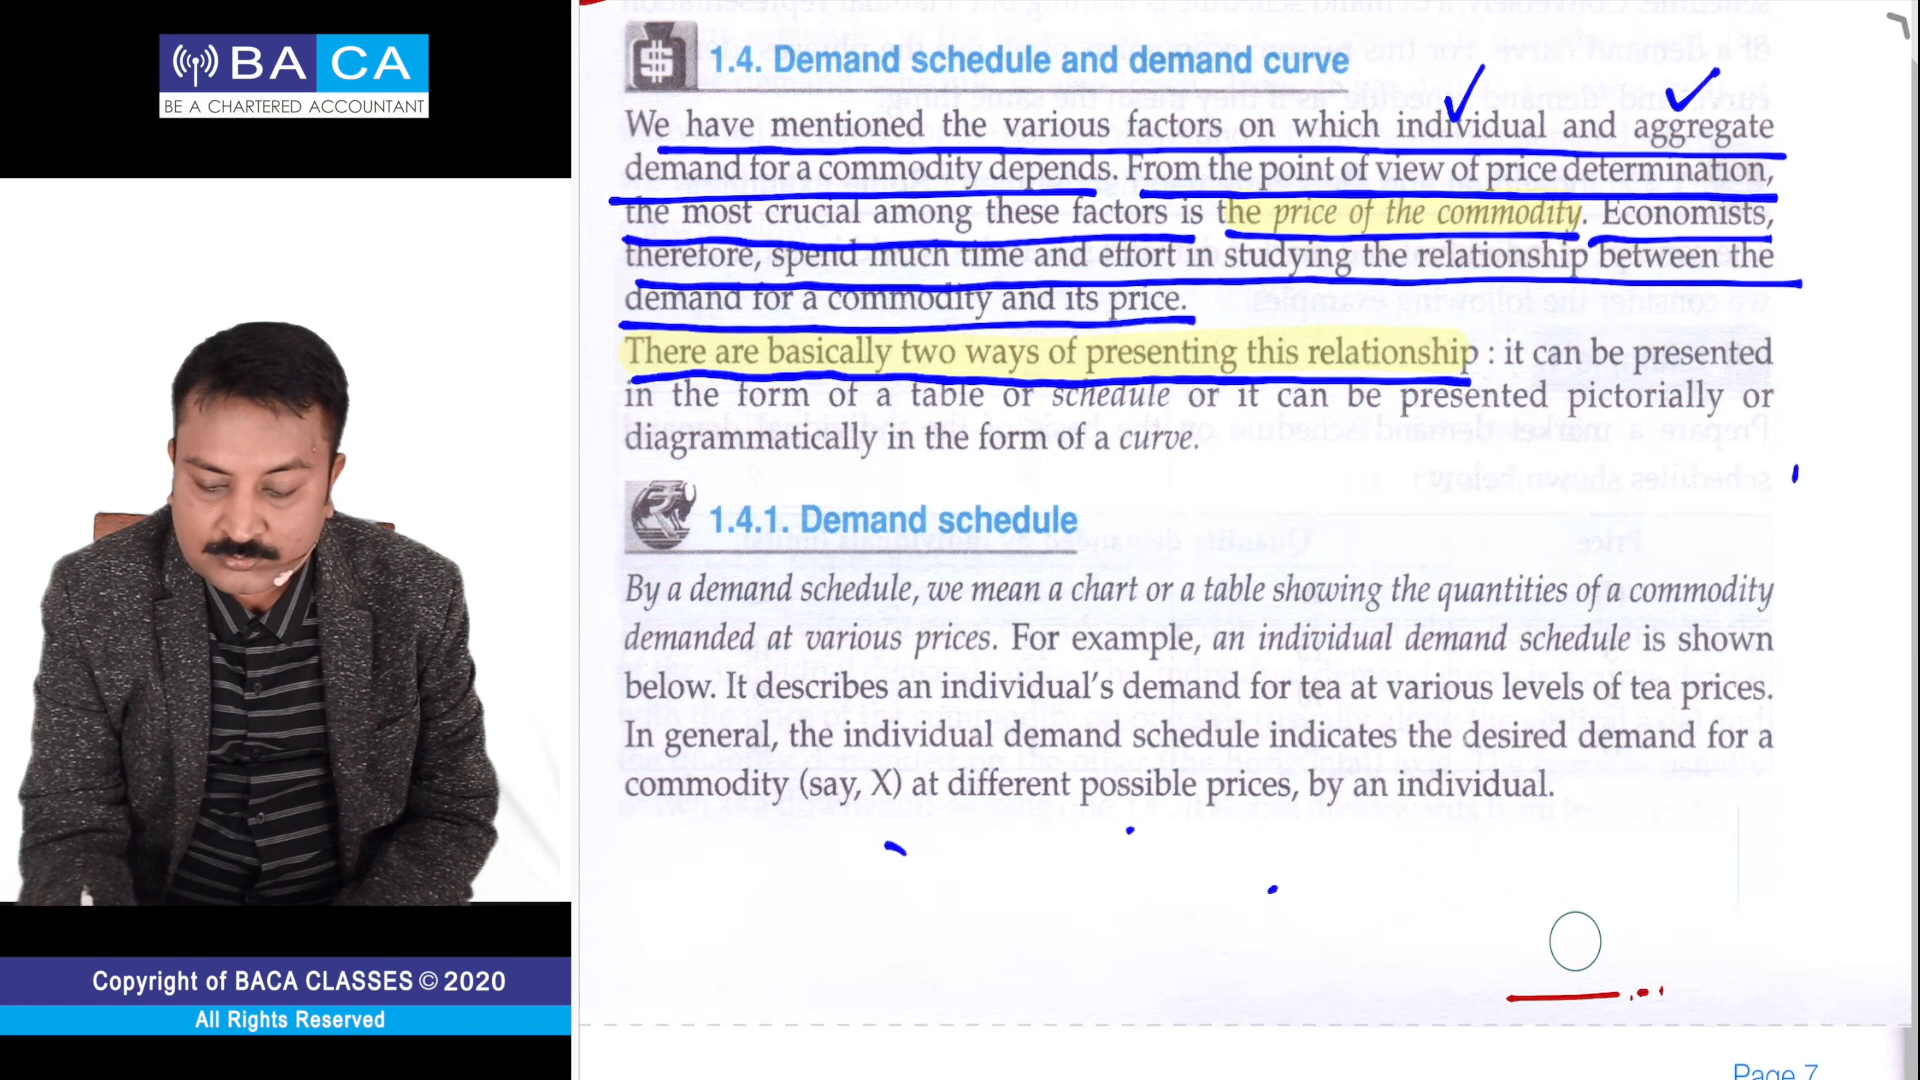 BA CA
BE A CHARTERED ACCOUNTANT
1.4. Demand schedule and demand curve
We have mentioned the various factors on which individual and aggregate
demand for a commodity depends. From the point of view of price determination,
the most crucial among these factors is the price of the commodity. Economists,
therefore, spend much time and effort in studying the relationship between the
demand for a commodity and its price.
There are basically two ways of presenting this relationship : it can be presented
in the form of a table or schedule or it can be presented pictorially or
diagrammatically in the form of a curve.
1.4.1. Demand schedule
By a demand schedule, we mean a chart or a table showing the quantities of a commodity
demanded at various prices. For example, an individual demand schedule is shown
below. It describes an individual's demand for tea at various levels of tea prices.
In general, the individual demand schedule indicates the desired demand for a
commodity (say, X) at different possible prices, by an individual.
Copyright of BACA CLASSES © 2020
All Rights Reserved
Page 7